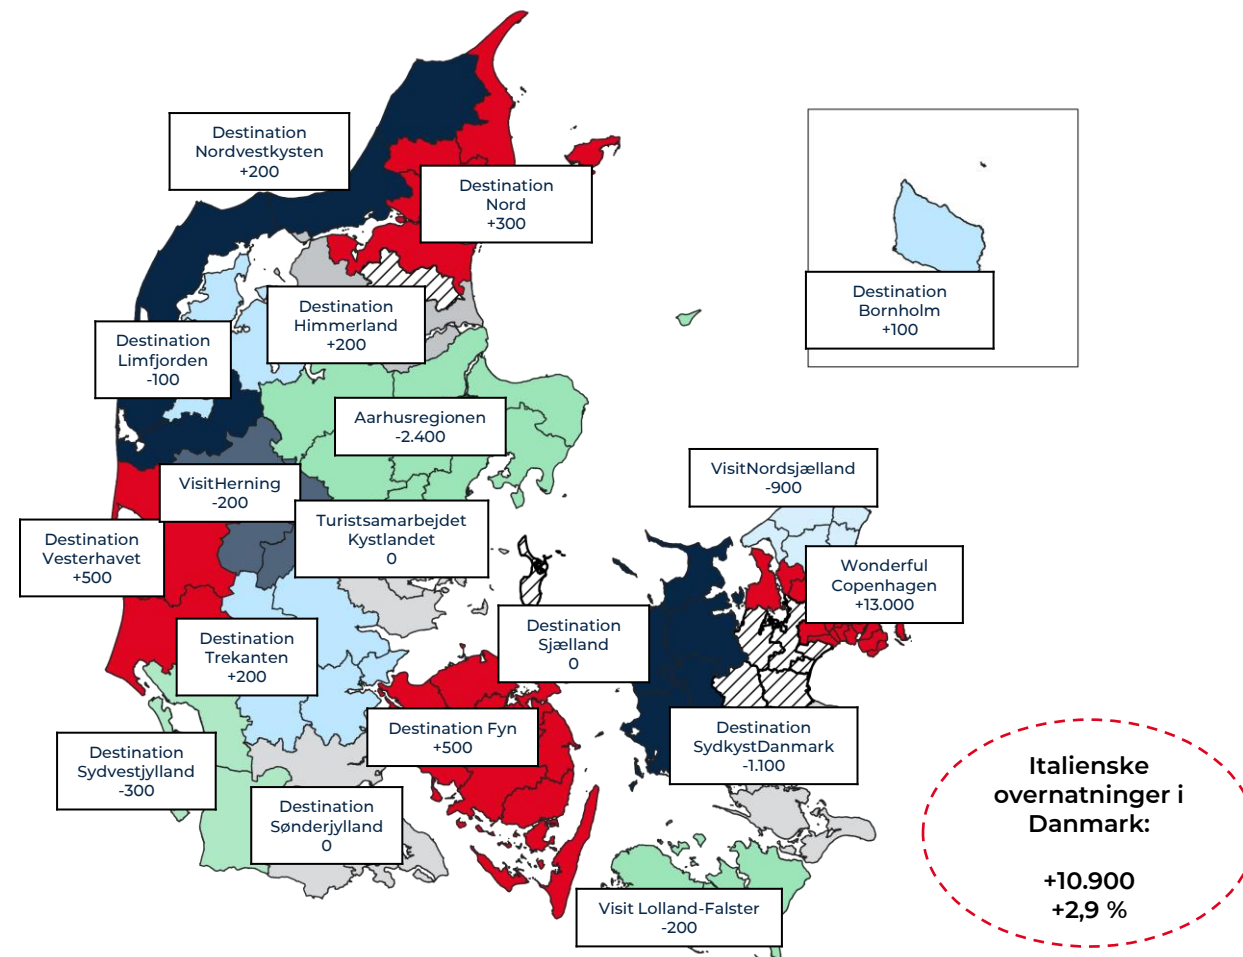 Destination
Nordvestkysten
+200
Destination
Nord
+300
Destination
Himmerland
+200
Destination
Bornholm
+100
Destination
Limfjorden
-100
Aarhusregionen
-2.400
VisitHerning
-200
VisitNordsjælland
-900
Turistsamarbejdet
Kystlandet
0
Destination
Vesterhavet
+500
Wonderful
Copenhagen
+13.000
Destination
Sjælland
0
Destination
Trekanten
+200
Destination Fyn
+500
Destination
SydkystDanmark
-1.100
Destination
Sydvestjylland
-300
Destination
Sønderjylland
0
Visit Lolland-Falster
-200
Italienske
overnatninger i
Danmark:
+10.900
+2,9 %